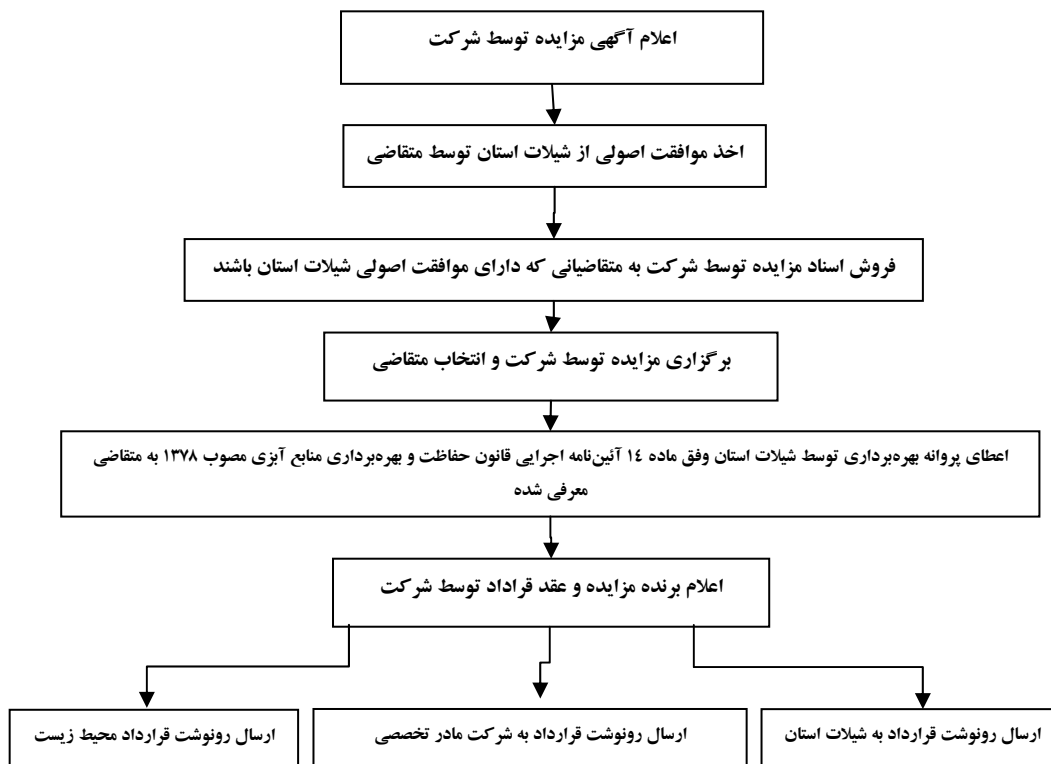 اعلام آگهی مزایده توسط شرکت
اخذ موافقت اصولی از شیلات استان توسط متقاضی
فروش اسناد مزایده توسط شرکت به متقاضیانی که دارای موافقت اصولی شیلات استان باشند
برگزاری مزایده توسط شرکت و انتخاب متقاضی
اعطای پروانه بهره‌برداری توسط شیلات استان وفق ماده ١٤ آئین‌نامه اجرایی قانون حفاظت و بهره‌برداری منابع آبزی مصوب ۱۳۷۸ به متقاضی
معرفی شده
اعلام برنده مزایده و عقد قراداد توسط شرکت
ارسال رونوشت قرارداد به شیلات استان
ارسال رونوشت قرارداد به شرکت مادر تخصصی
ارسال رونوشت قرارداد محیط زیست